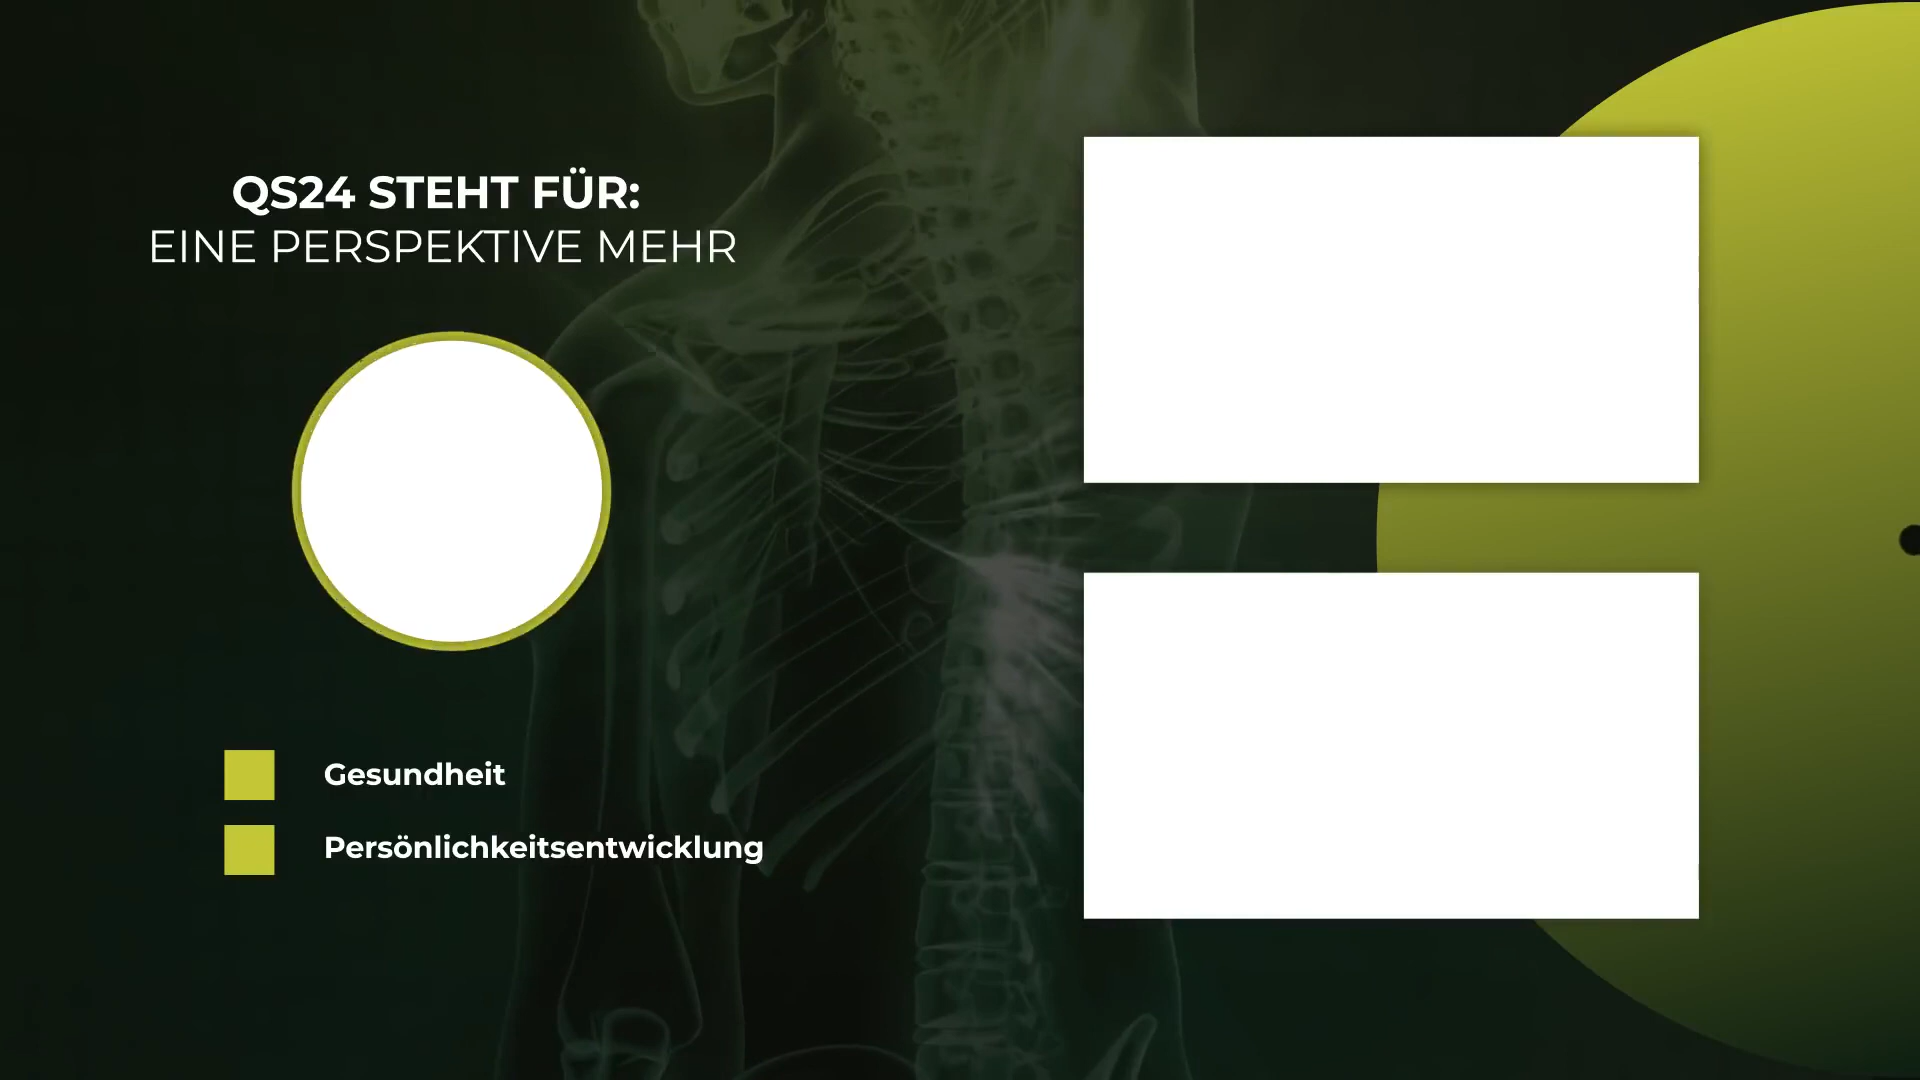 QS24 STEHT FÜR:
EINE PERSPEKTIVE MEHR
Gesundheit
Persönlichkeitsentwicklung